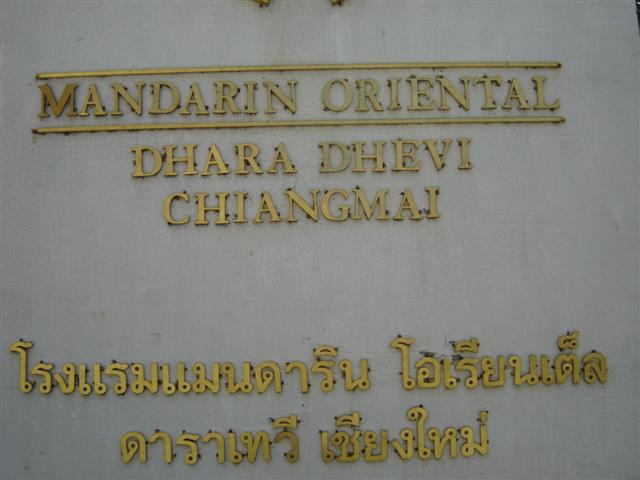 MANDARIN ORIENTAL
DHARA DHEVI
CHIANGMAI
โรงแรมแมนดาริน โอเรียนเต็ล
ดาราเทวี เชียงใหม่